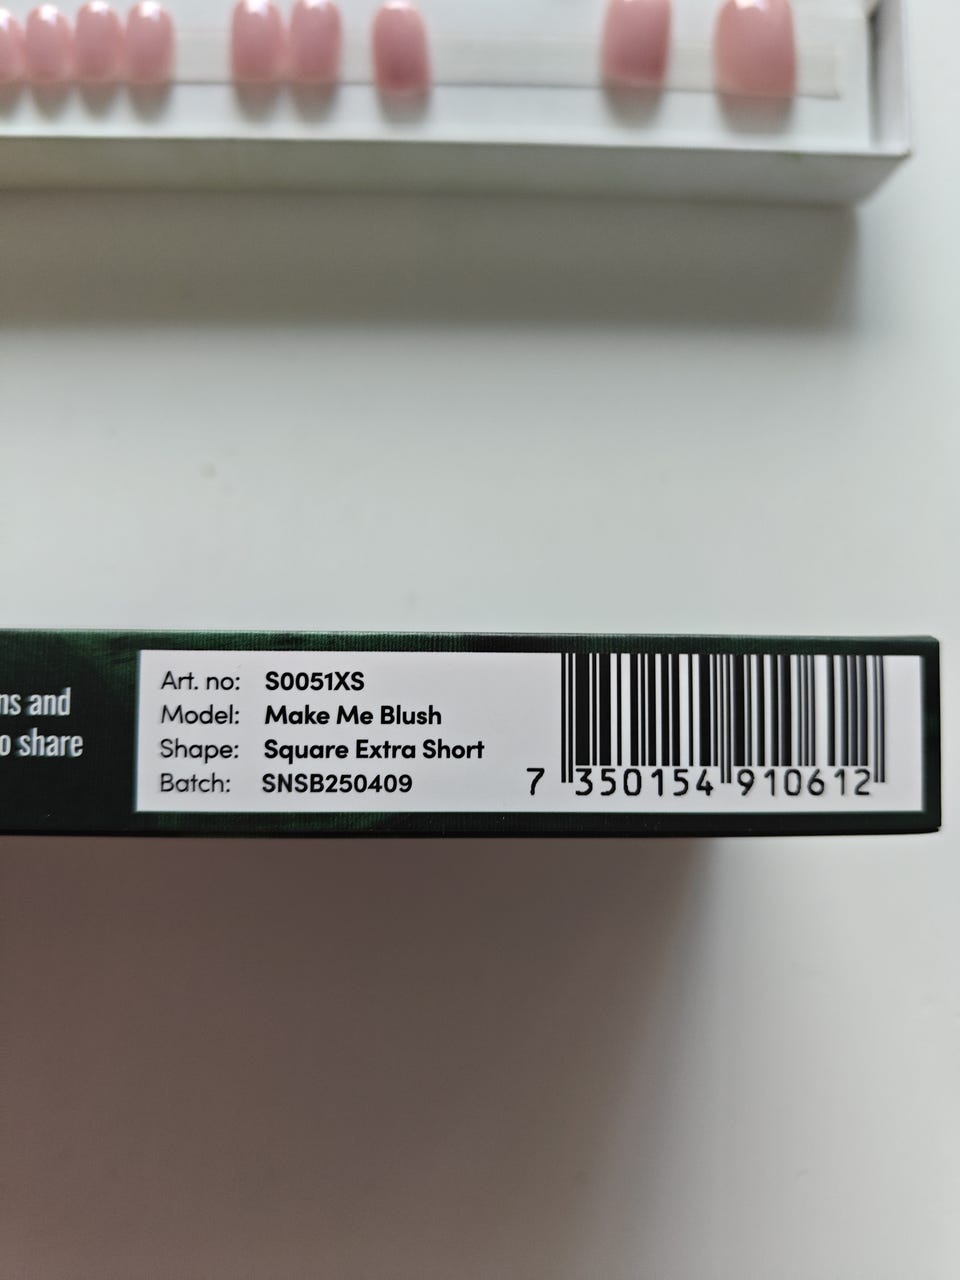 ns and
o share
Art. no: S0051XS
Model: Make Me Blush
Shape: Square Extra Short
Batch: SNSB250409
7 350154 910612